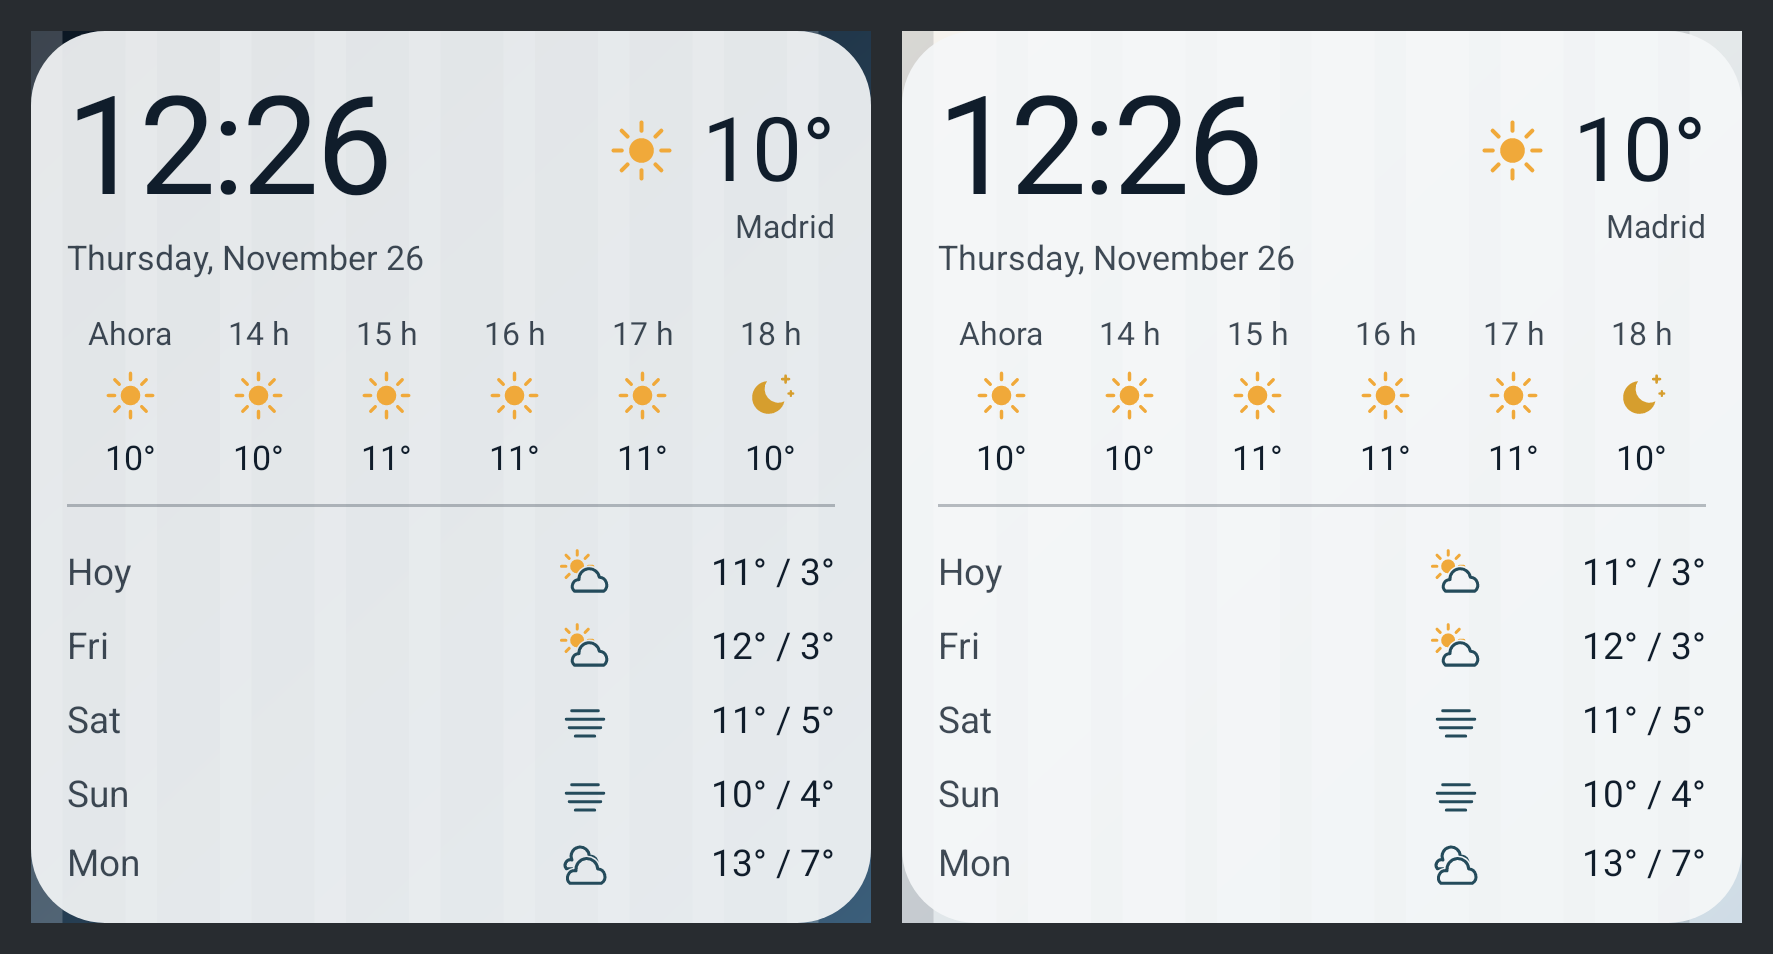 12:26
10°
Madrid
Thursday, November 26
Ahora 14 h 15 h 16 h 17 h 18 h
10° 10° 11° 11° 11° 10°
Hoy 11° / 3°
Fri 12° / 3°
Sat 11° / 5°
Sun 10° / 4°
Mon 13° / 7°
12:26
10°
Madrid
Thursday, November 26
Ahora 14 h 15 h 16 h 17 h 18 h
10° 10° 11° 11° 11° 10°
Hoy 11° / 3°
Fri 12° / 3°
Sat 11° / 5°
Sun 10° / 4°
Mon 13° / 7°